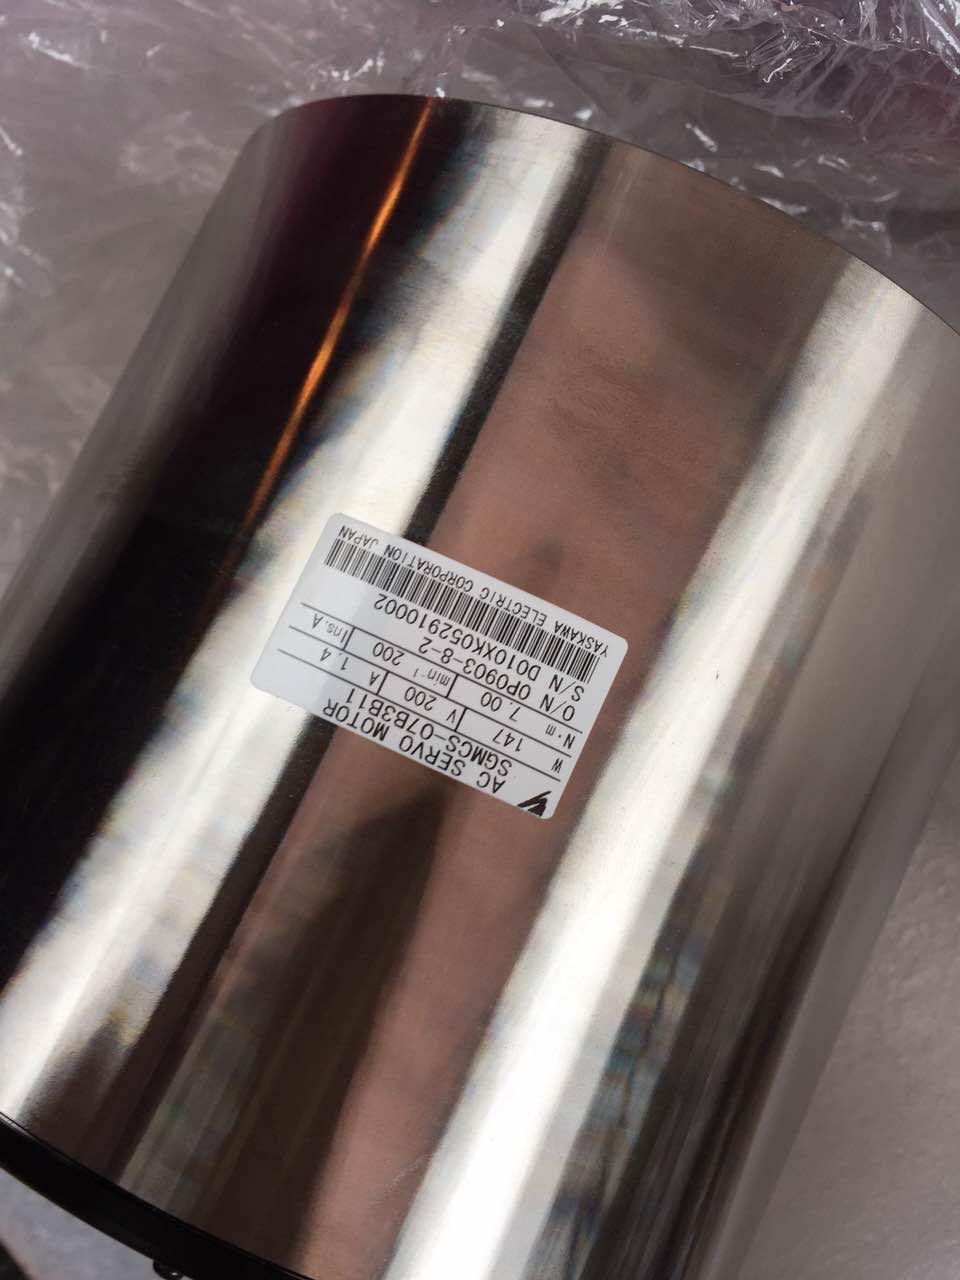 AC SERVO MOTOR
SGMCS-07B3B11
W 147 V 200 A 1.4
N·m 7.00 min⁻¹ 200 Ins.A
O/N 0P0903-8-2
S/N D010XK052910002
YASKAWA ELECTRIC CORPORATION JAPAN